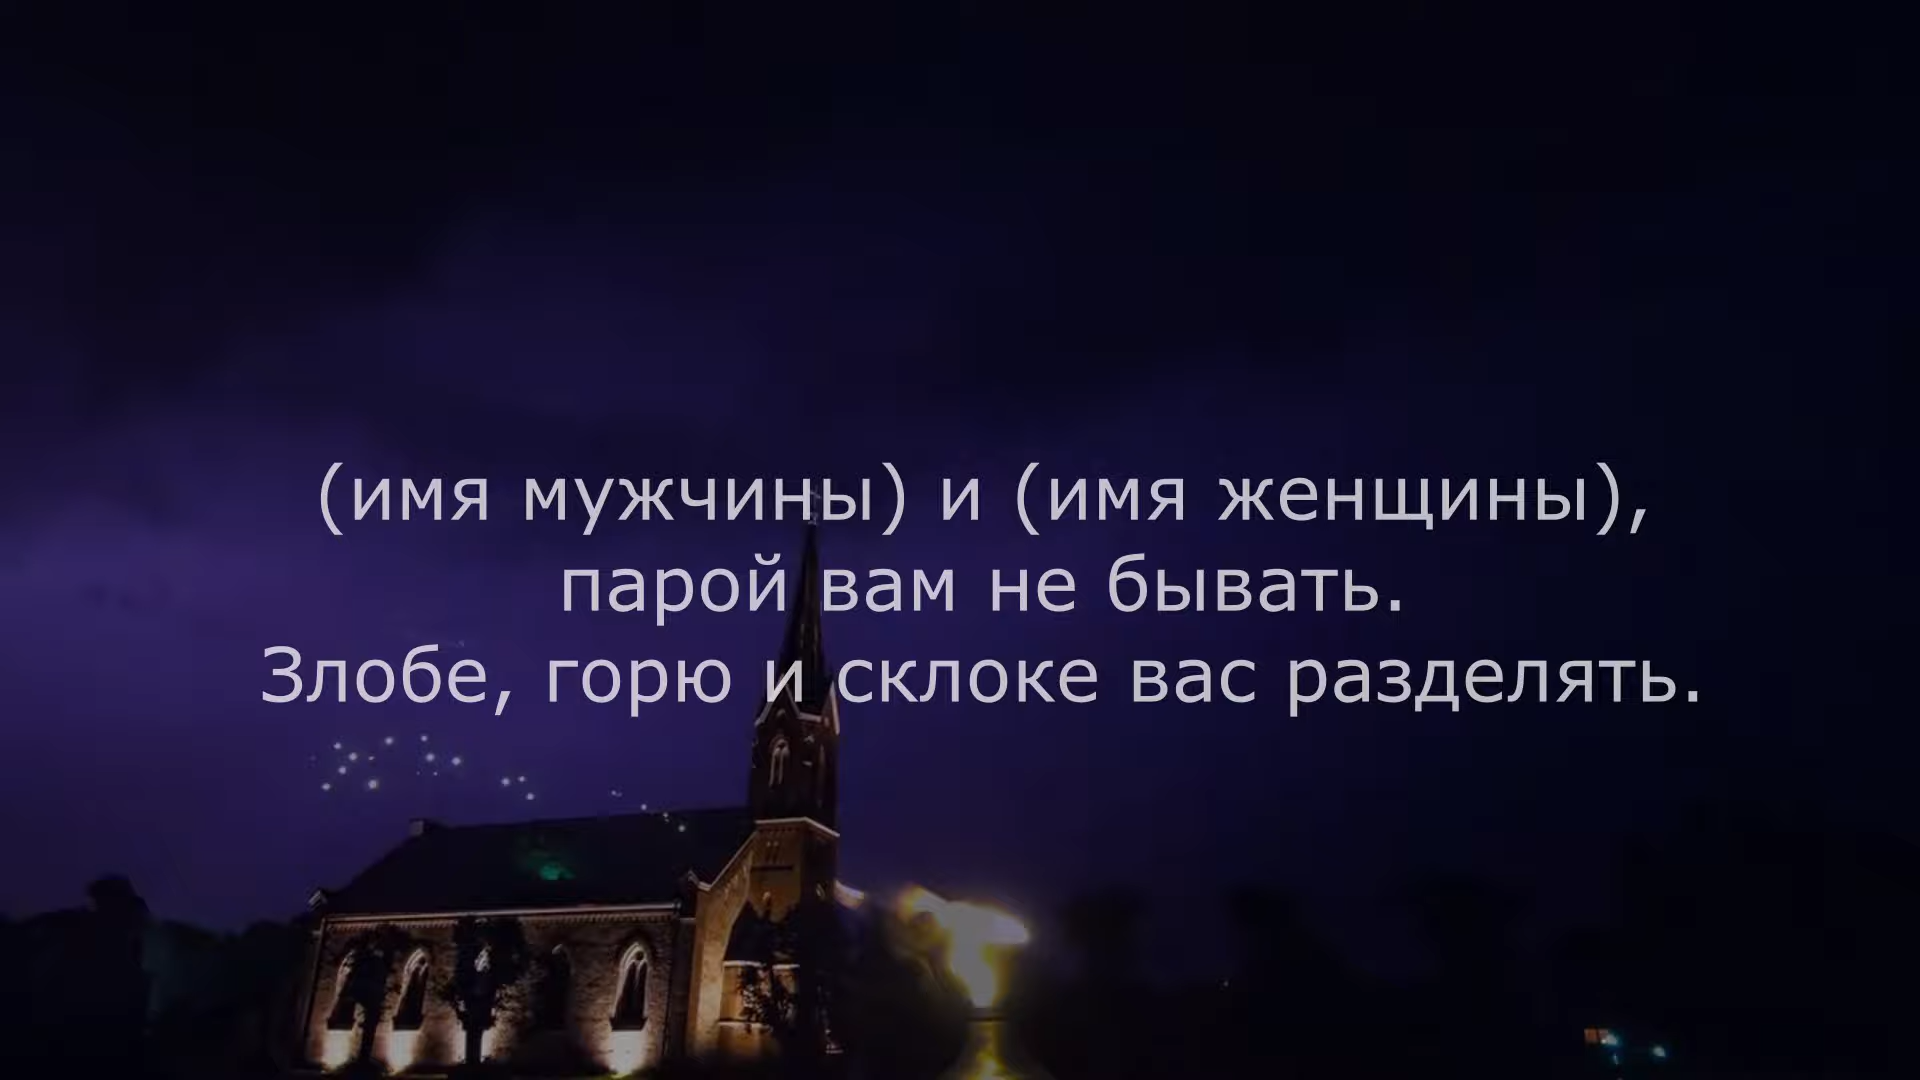 (имя мужчины) и (имя женщины),
парой вам не бывать.
Злобе, горю и склоке вас разделять.